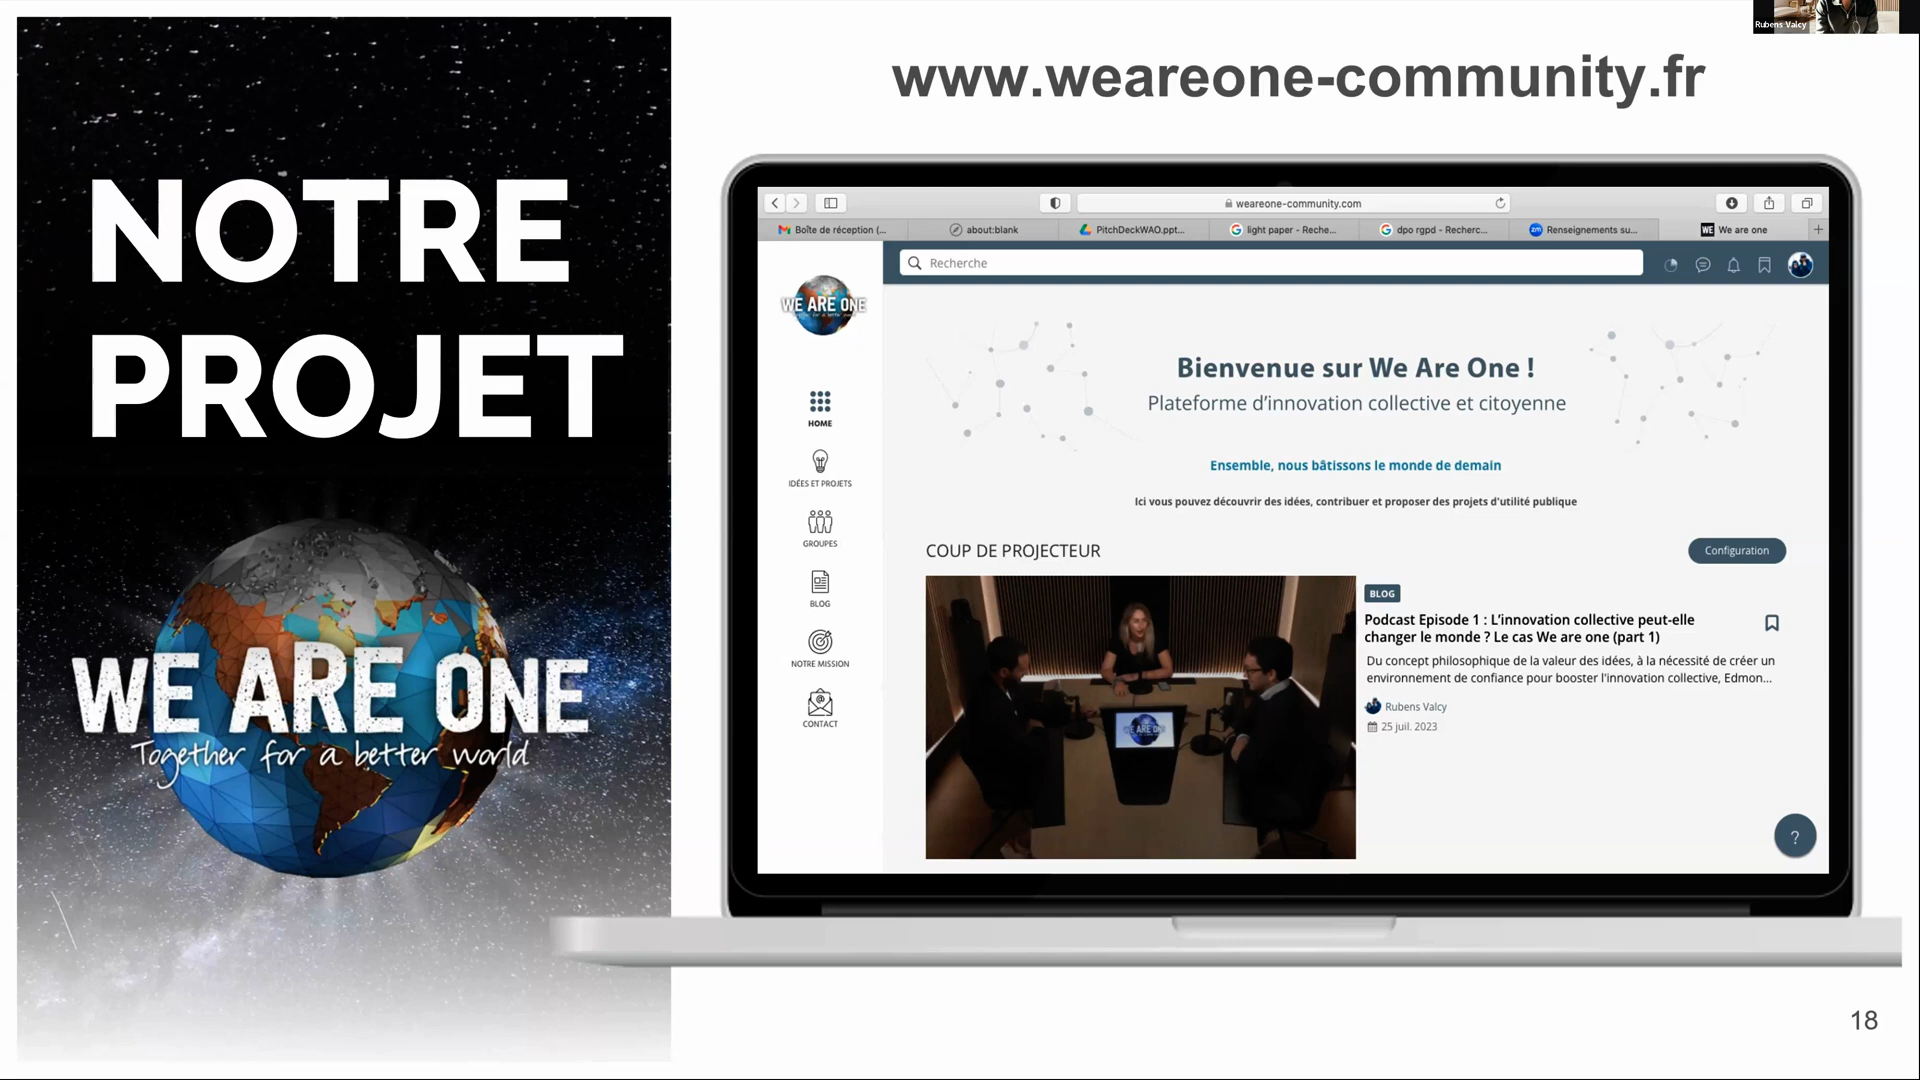 Rubens Valcy
www.weareone-community.fr
NOTRE
PROJET
WE ARE ONE
Together for a better world
weareone-community.com
Boîte de réception (...
about:blank
PitchDeckWAO.ppt...
light paper - Reche...
dpo rgpd - Recherc...
zm
Renseignements su...
WE
We are one
WE ARE ONE
Recherche
HOME
IDÉES ET PROJETS
GROUPES
BLOG
NOTRE MISSION
CONTACT
Bienvenue sur We Are One !
Plateforme d'innovation collective et citoyenne
Ensemble, nous bâtissons le monde de demain
Ici vous pouvez découvrir des idées, contribuer et proposer des projets d'utilité publique
COUP DE PROJECTEUR
Configuration
WE ARE ONE
BLOG
Podcast Episode 1 : L'innovation collective peut-elle
changer le monde ? Le cas We are one (part 1)
Du concept philosophique de la valeur des idées, à la nécessité de créer un
environnement de confiance pour booster l'innovation collective, Edmon...
Rubens Valcy
25 juil. 2023
?
18